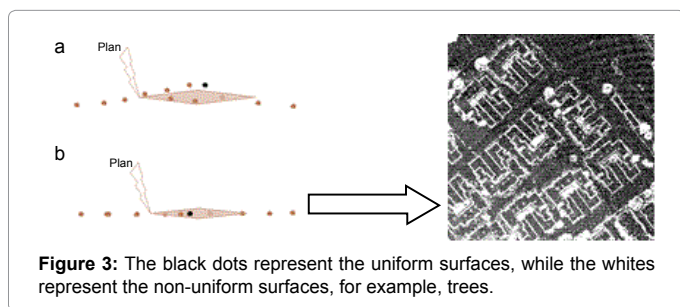 a
Plan
b
Plan
Figure 3: The black dots represent the uniform surfaces, while the whites
represent the non-uniform surfaces, for example, trees.